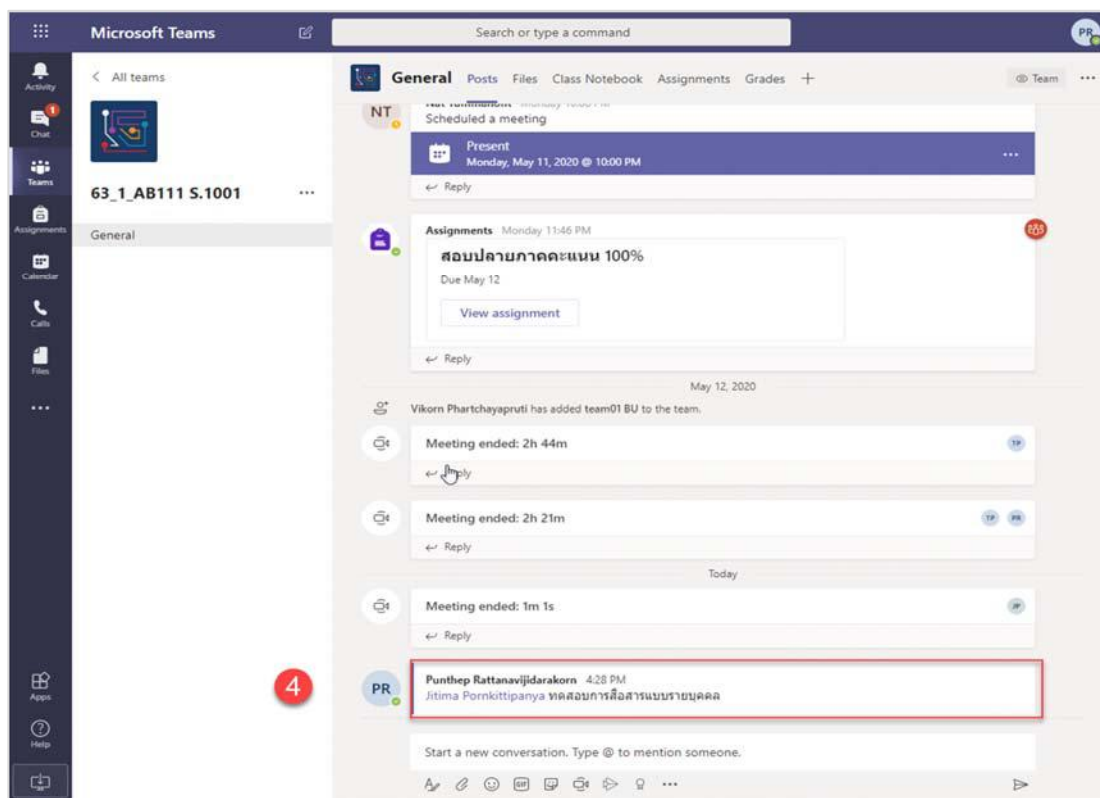 Microsoft Teams
Search or type a command
PR
Activity
Chat
1
Teams
Assignments
Calendar
Calls
Files
Apps
Help
All teams
63_1_AB111 S.1001
General
General Posts Files Class Notebook Assignments Grades
Team
NT
Scheduled a meeting
Present
Monday, May 11, 2020 @ 10:00 PM
Reply
Assignments Monday 11:46 PM
สอบปลายภาคคะแนน 100%
Due May 12
View assignment
Reply
May 12, 2020
Vikorn Phartchayapruti has added team01 BU to the team.
Meeting ended: 2h 44m
TP
Reply
Meeting ended: 2h 21m
TP PR
Reply
Today
Meeting ended: 1m 1s
JP
Reply
4
PR
Punthep Rattanavijidarakorn 4:28 PM
Jitima Pornkittipanya ทดสอบการสื่อสารแบบรายบุคคล
Start a new conversation. Type @ to mention someone.
GIF